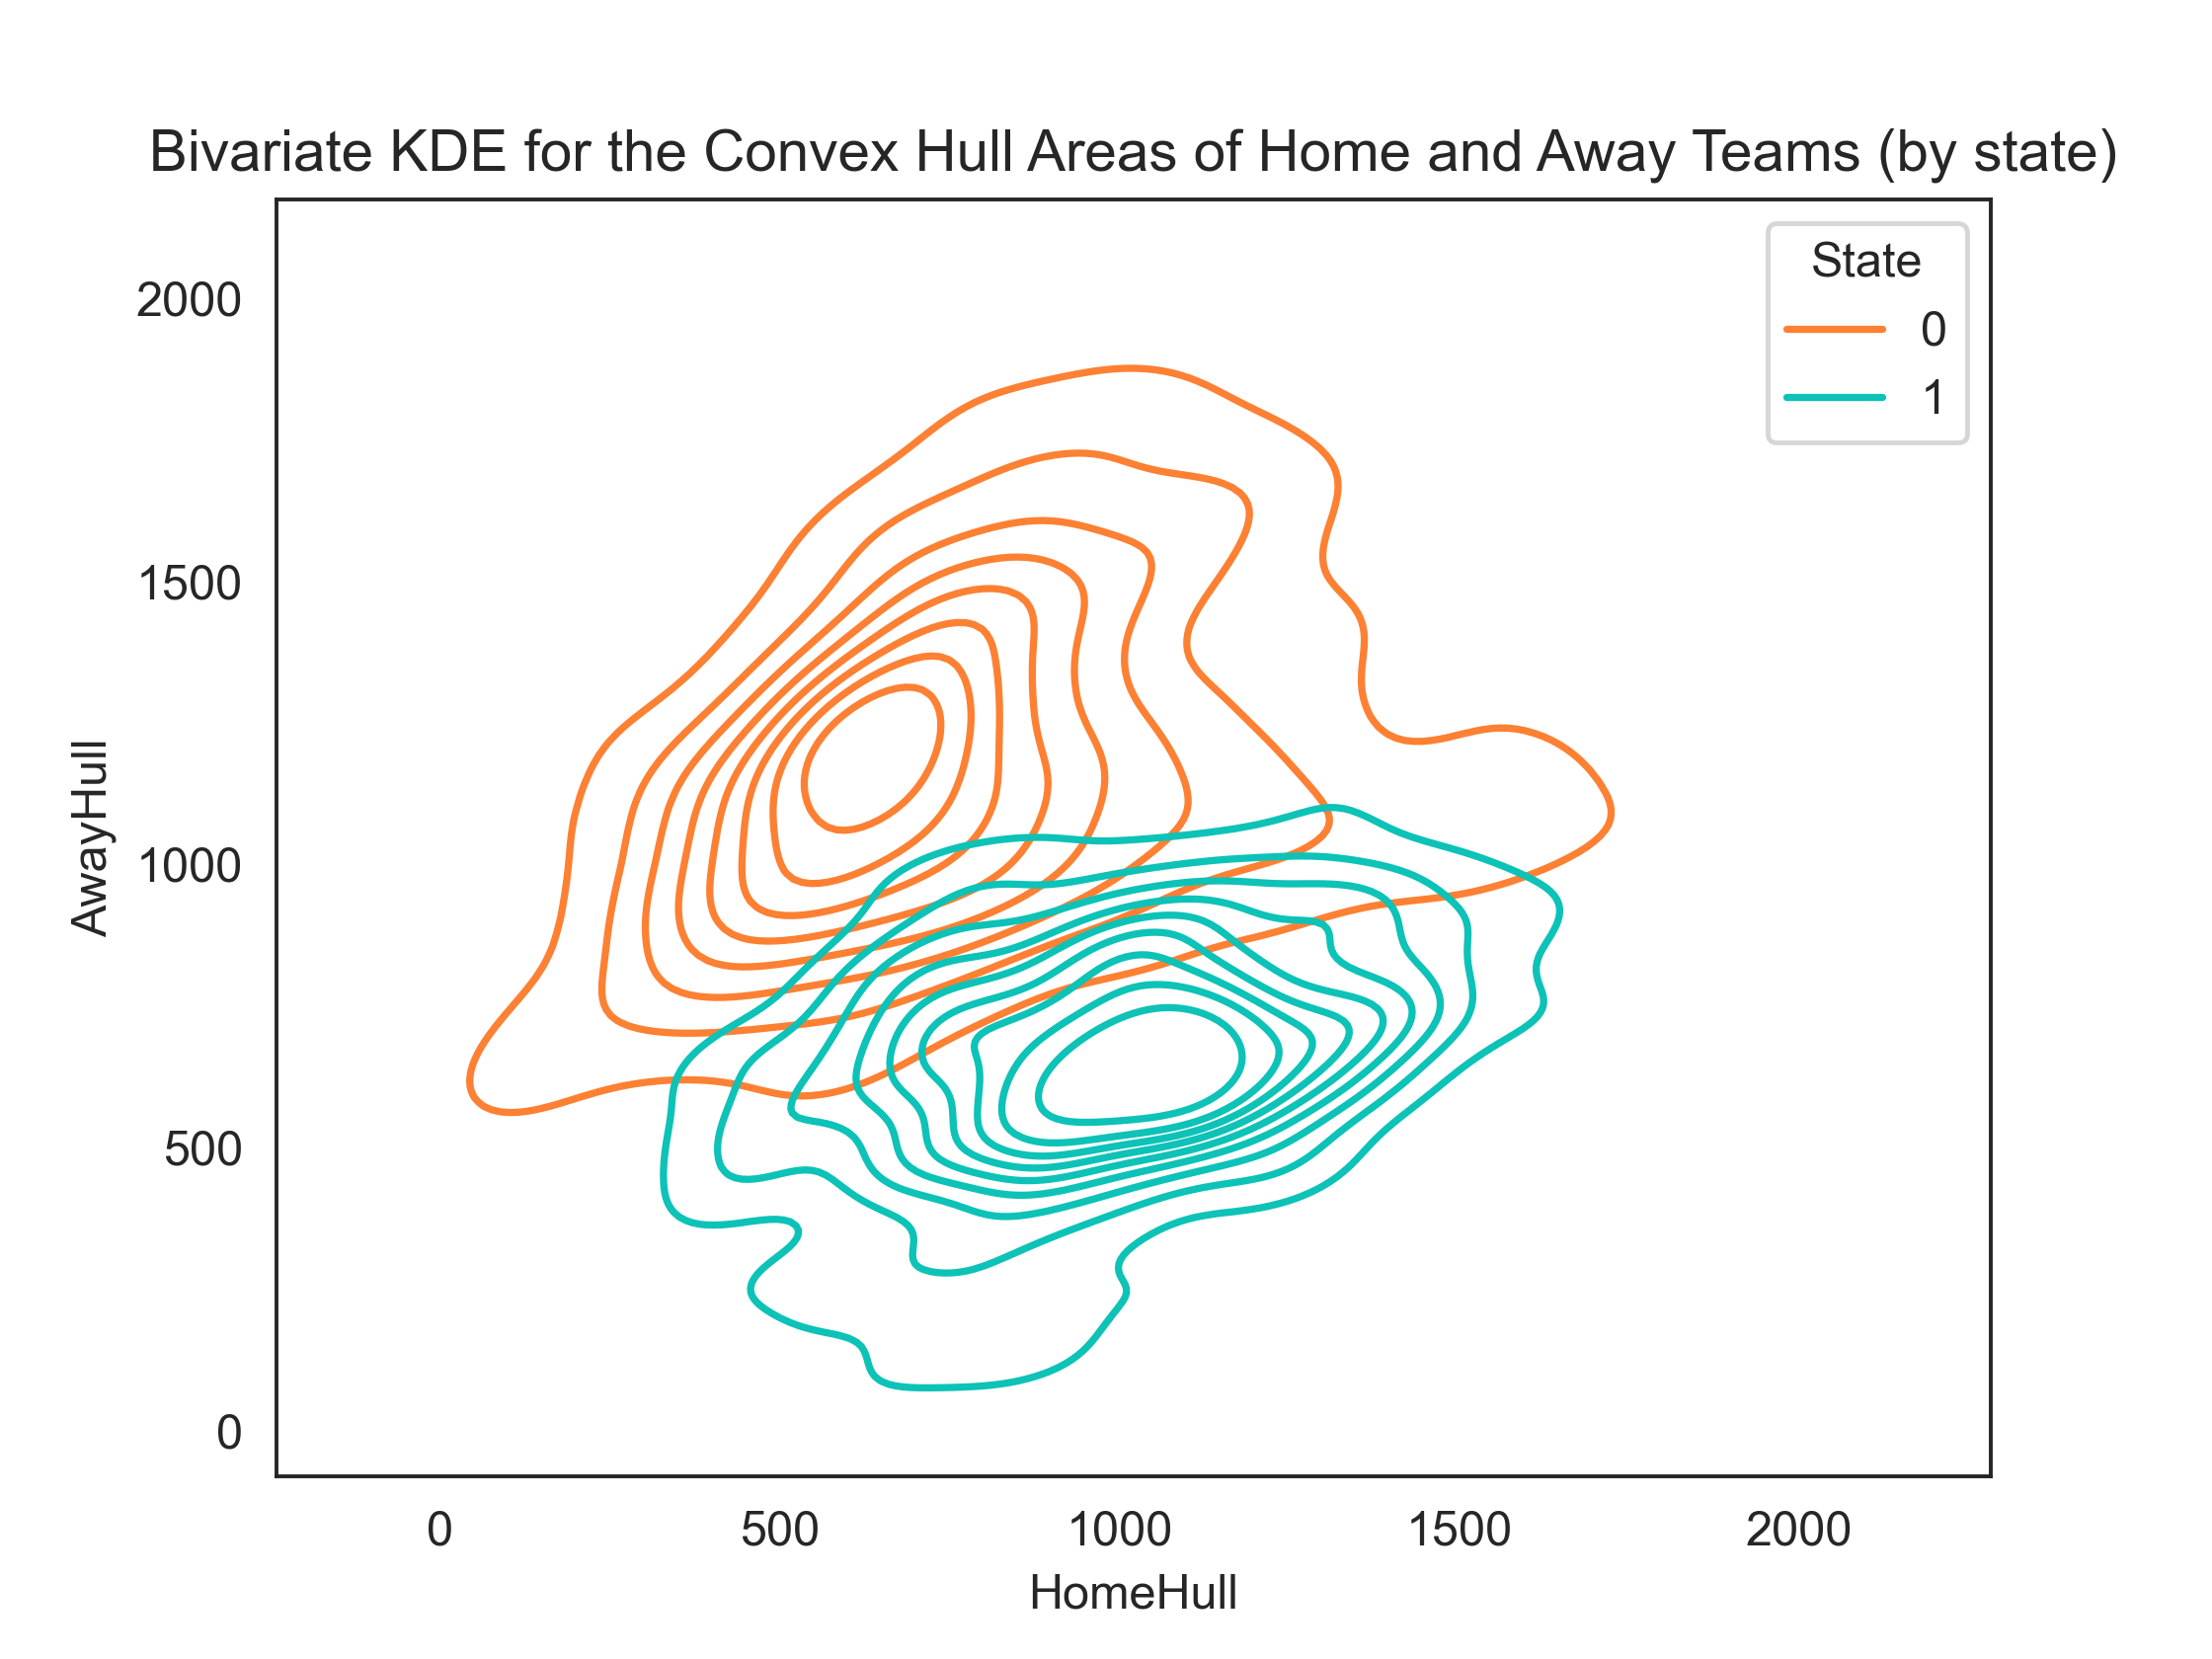 Bivariate KDE for the Convex Hull Areas of Home and Away Teams (by state)
State
0
1
2000
1500
1000
500
0
AwayHull
0 500 1000 1500 2000
HomeHull